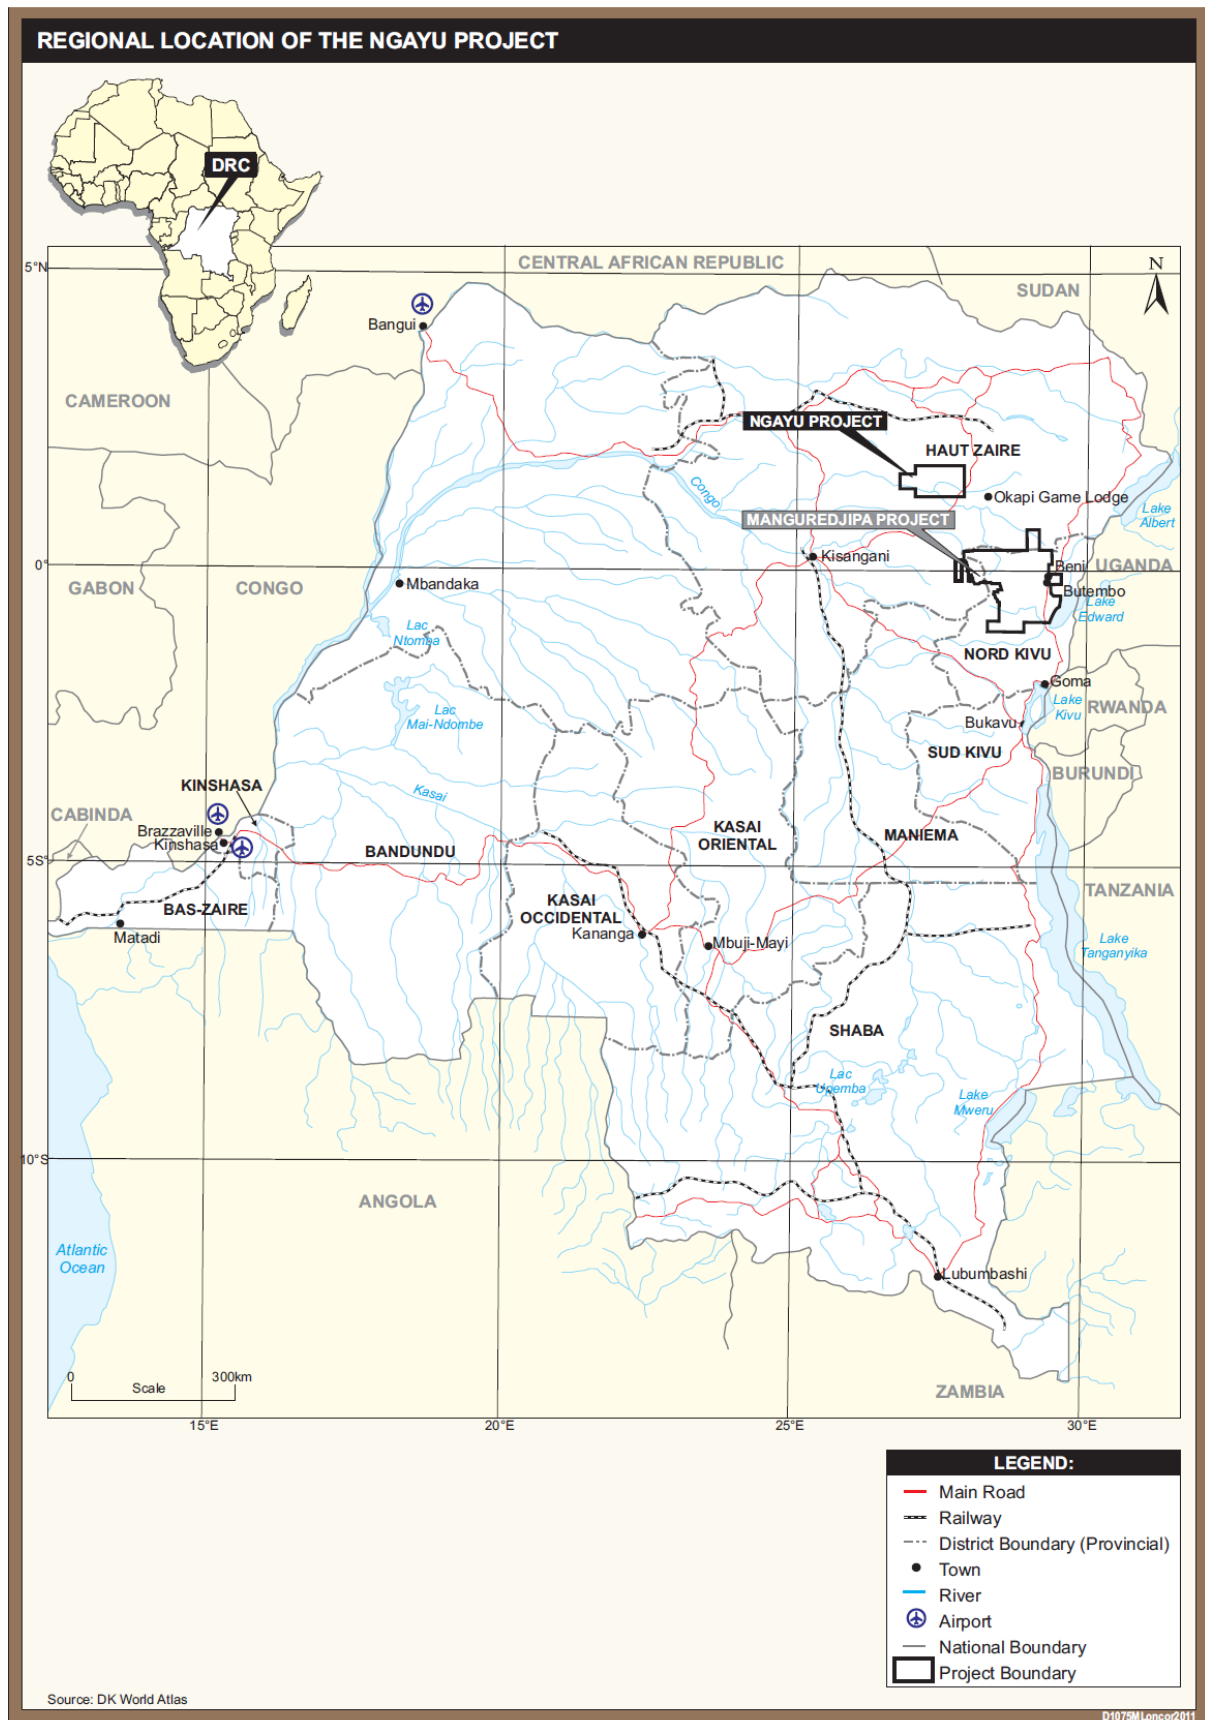 REGIONAL LOCATION OF THE NGAYU PROJECT
DRC
5°N
CENTRAL AFRICAN REPUBLIC
N
SUDAN
Bangui
CAMEROON
NGAYU PROJECT
HAUT ZAIRE
Congo
Okapi Game Lodge
Lake
Albert
MANGUREDJIPA PROJECT
Kisangani
0°
Beni
UGANDA
GABON
CONGO
Mbandaka
Butembo
Lake
Edward
Lac
Ntomba
NORD KIVU
Goma
Lac
Mai-Ndombe
Lake
Kivu
RWANDA
Bukavu
SUD KIVU
BURUNDI
KINSHASA
Kasai
CABINDA
Brazzaville
Kinshasa
KASAI
ORIENTAL
MANIEMA
BANDUNDU
5S°
TANZANIA
BAS-ZAIRE
KASAI
OCCIDENTAL
Kananga
Matadi
Mbuji-Mayi
Lake
Tanganyika
SHABA
Lac
Upemba
Lake
Mweru
10°S
ANGOLA
Atlantic
Ocean
Lubumbashi
0
300km
Scale
ZAMBIA
15°E
20°E
25°E
30°E
LEGEND:
Main Road
Railway
District Boundary (Provincial)
Town
River
Airport
National Boundary
Project Boundary
Source: DK World Atlas
D1075MLoncor2011